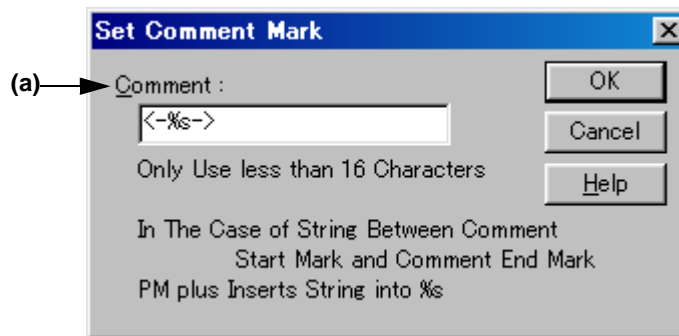 Set Comment Mark
(a)
Comment :
OK
<-%s->
Cancel
Only Use less than 16 Characters
Help
In The Case of String Between Comment
Start Mark and Comment End Mark
PM plus Inserts String into %s